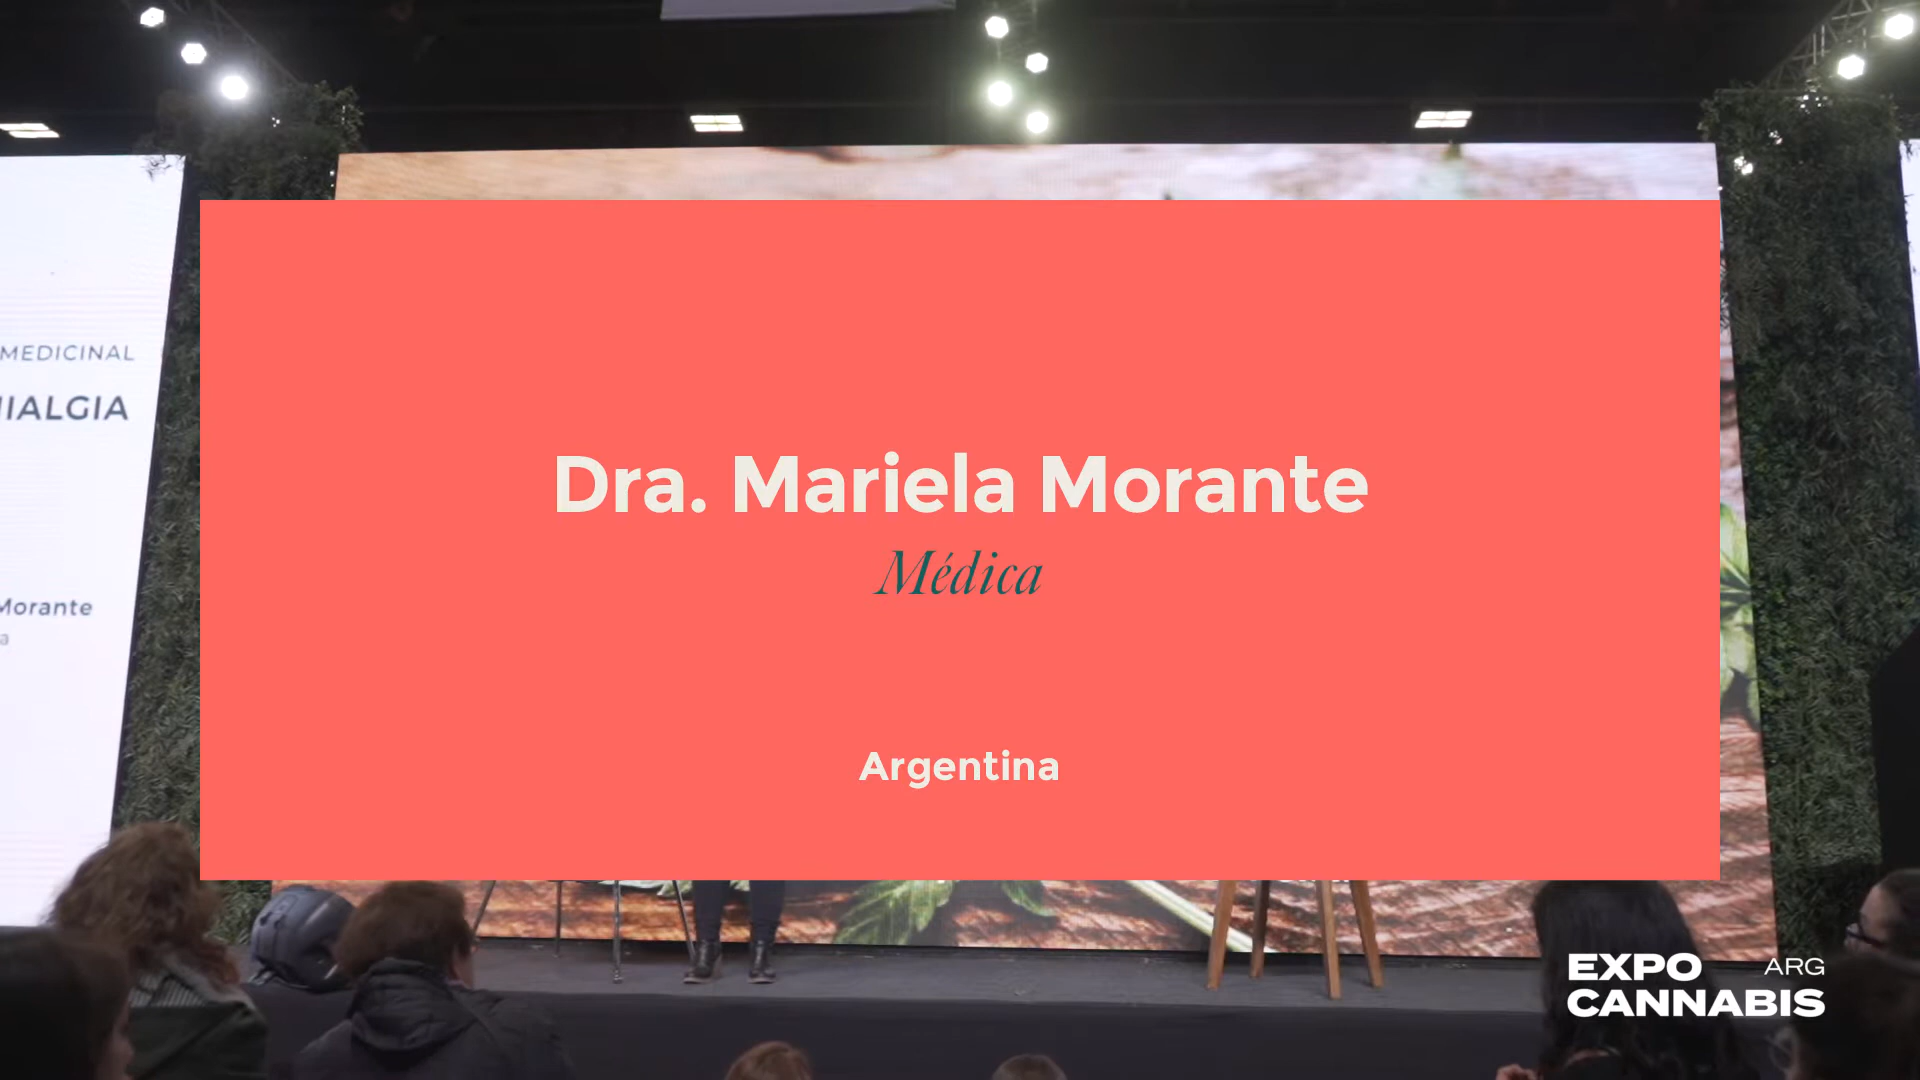 MEDICINAL
IALGIA
Morante
a
Dra. Mariela Morante
Médica
Argentina
EXPO ARG
CANNABIS